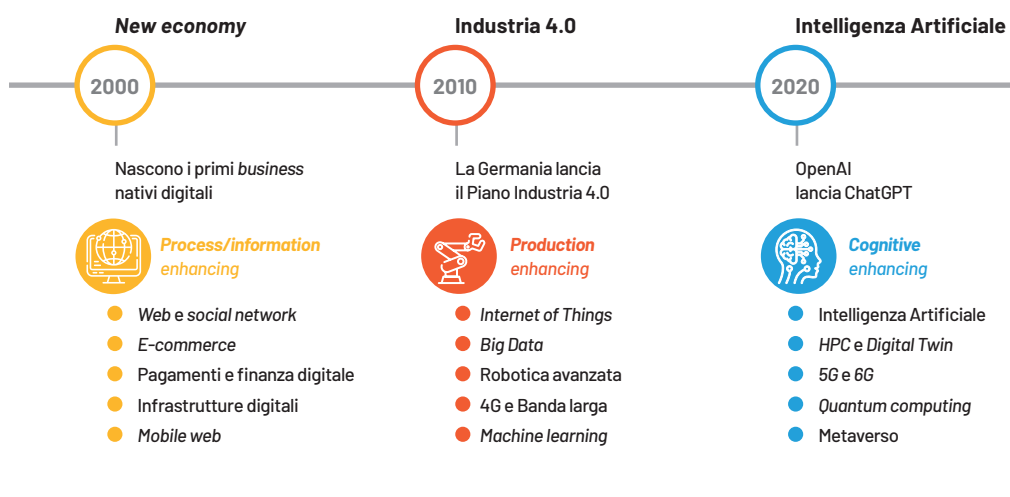 New economy
2000
Nascono i primi business
nativi digitali
Process/information
enhancing
Web e social network
E-commerce
Pagamenti e finanza digitale
Infrastrutture digitali
Mobile web
Industria 4.0
2010
La Germania lancia
il Piano Industria 4.0
Production
enhancing
Internet of Things
Big Data
Robotica avanzata
4G e Banda larga
Machine learning
Intelligenza Artificiale
2020
OpenAI
lancia ChatGPT
Cognitive
enhancing
Intelligenza Artificiale
HPC e Digital Twin
5G e 6G
Quantum computing
Metaverso